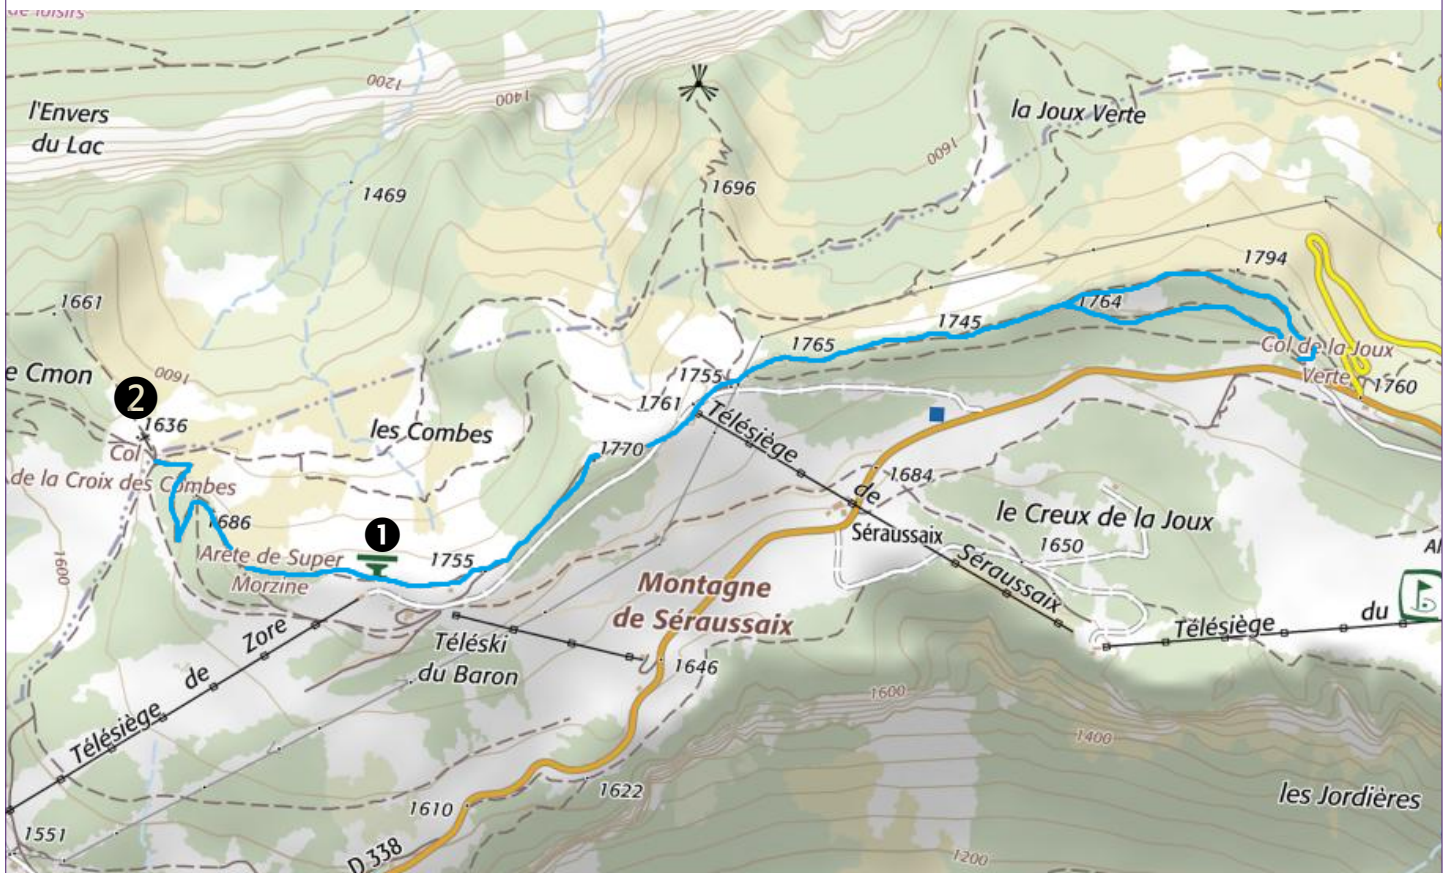 de loisirs
1200
1400
l'Envers
du Lac
1469
1696
la Joux Verte
1600
1794
1661
1764
1745
1765
Col de la Joux
Verte
1760
1755
1761
e Cmon
1600
2
1636
Col
de la Croix des Combes
les Combes
1770
Télésiège
de
Séraussaix
1684
le Creux de la Joux
1650
1686
1
Arête de Super
Morzine
1755
Séraussaix
Montagne
de Séraussaix
Al
Télésiège
du
Zore
de
Télésiège
Téléski
du Baron
1646
1600
1600
1400
1622
1610
les Jordières
1551
D 338
1200